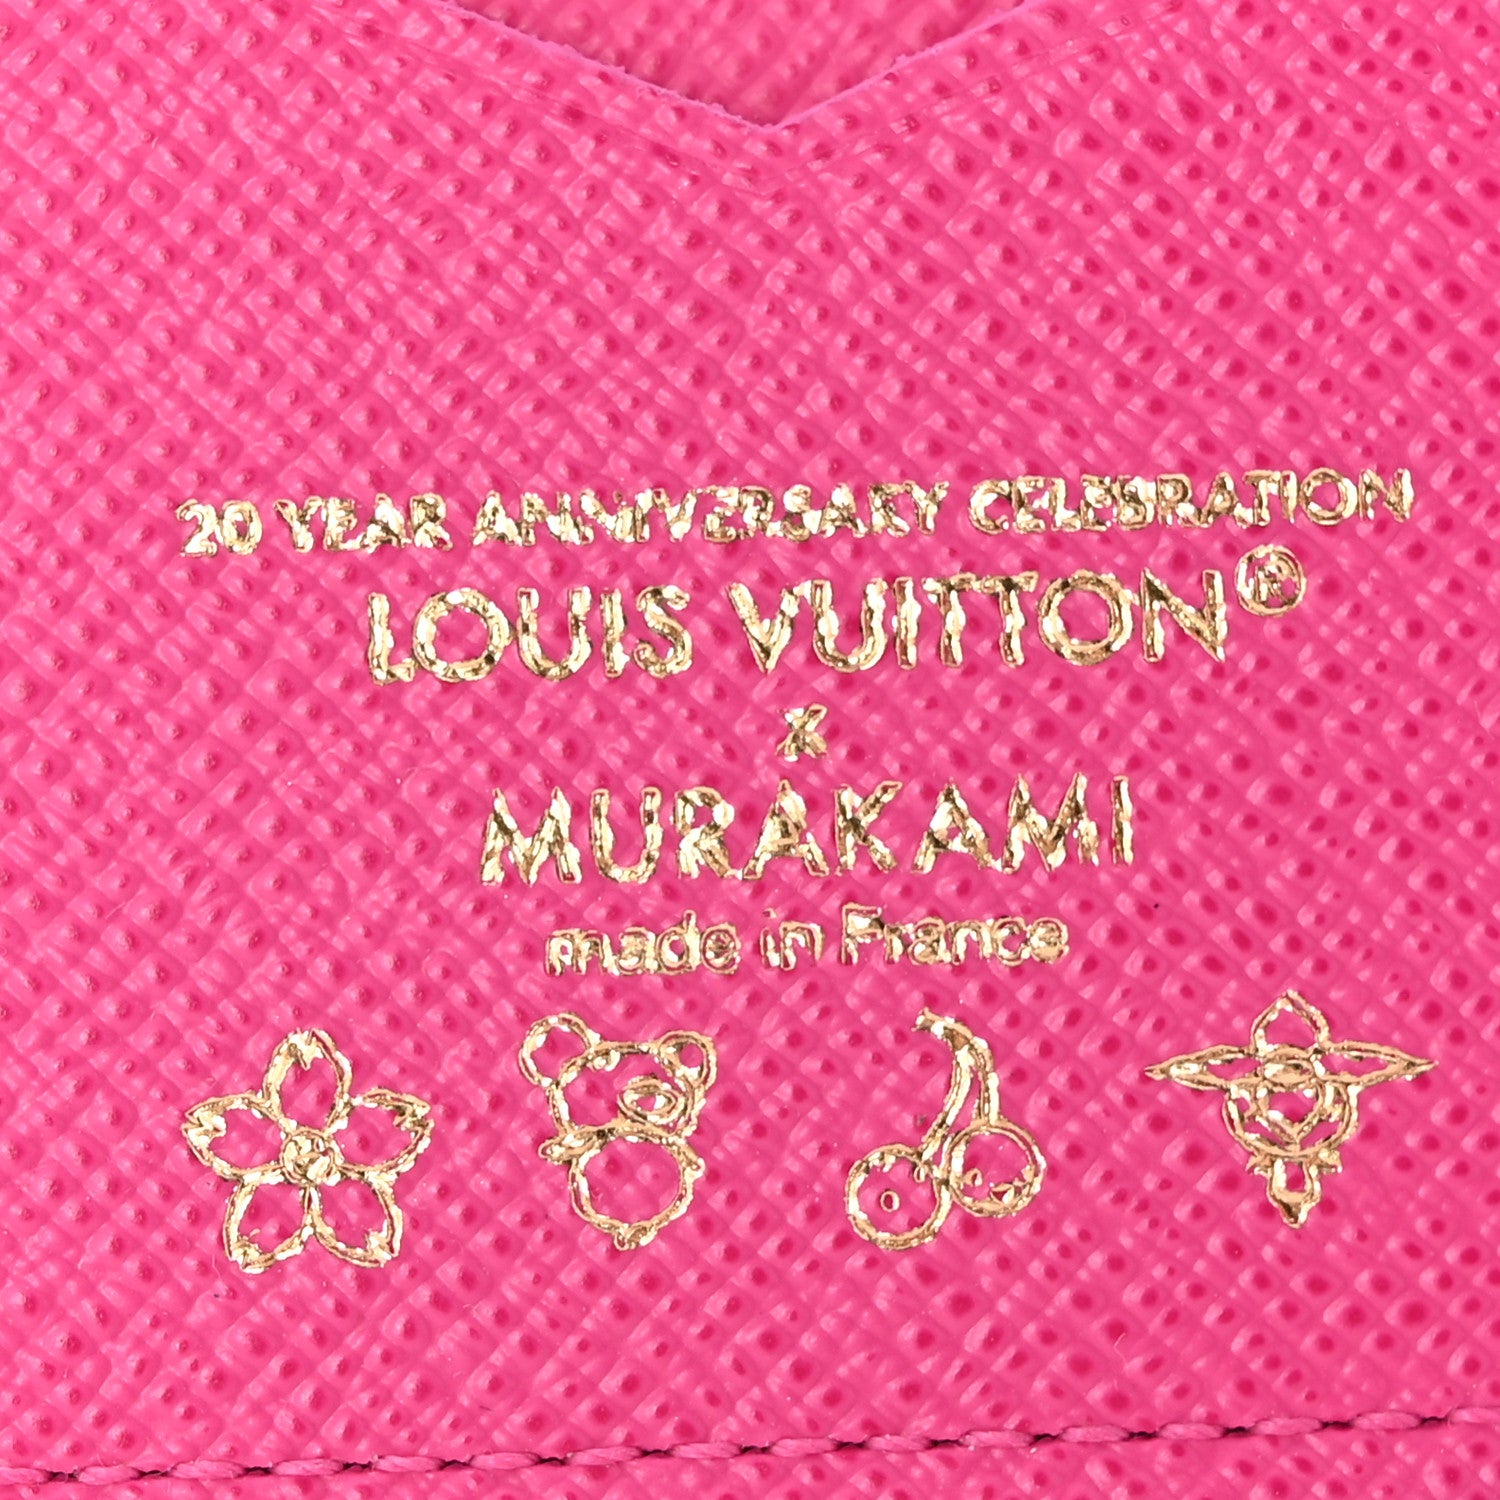 20 YEAR ANNIVERSARY CELEBRATION
LOUIS VUITTON®
x
MURAKAMI
made in France